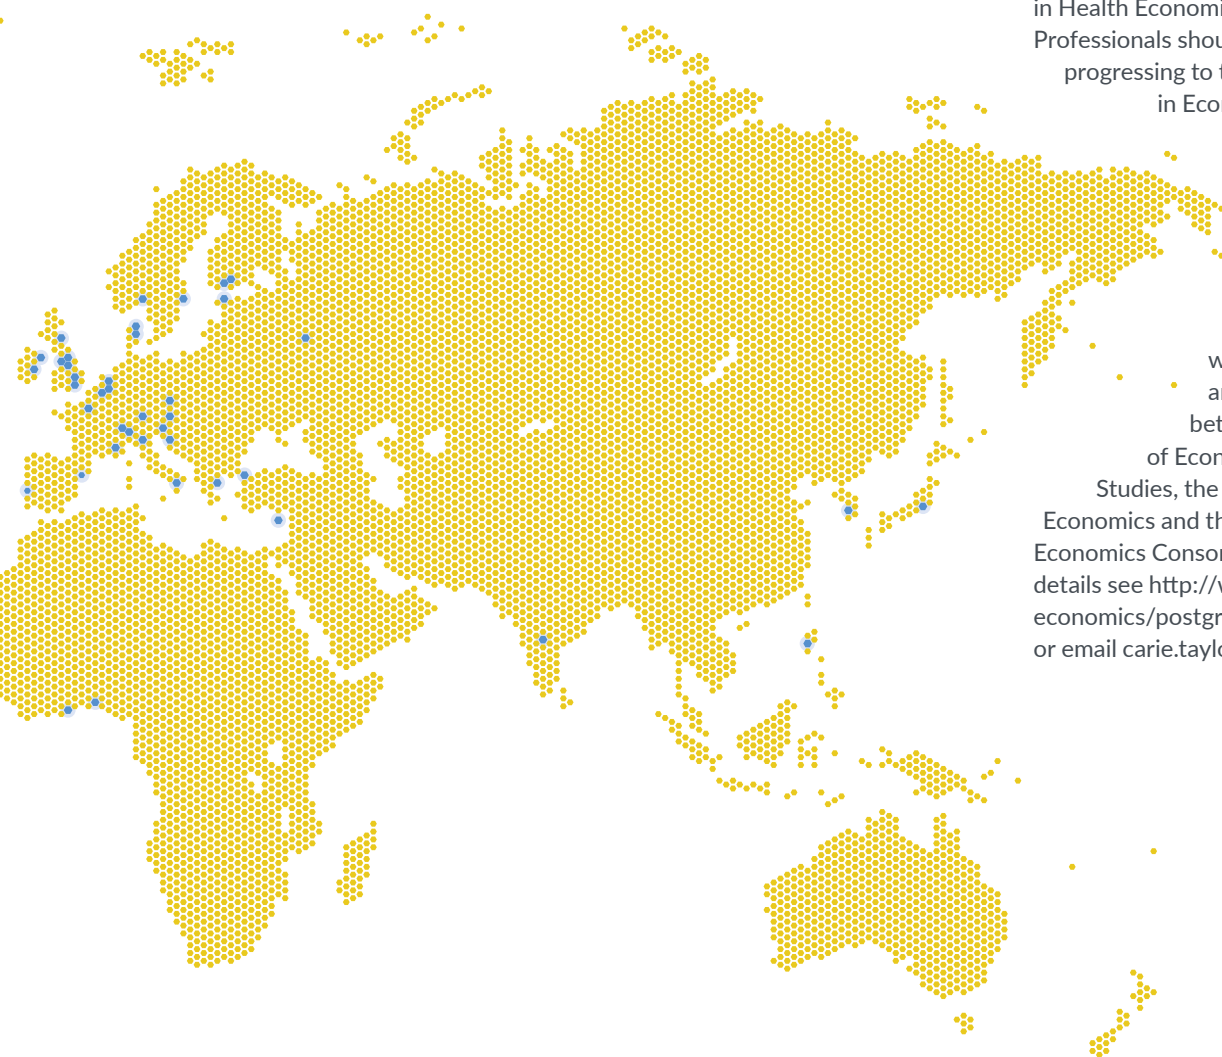 in Health Economi
Professionals shou
progressing to t
in Eco
w
a
bet
of Econ
Studies, the
Economics and th
Economics Consor
details see http://w
economics/postgr
or email carie.taylo